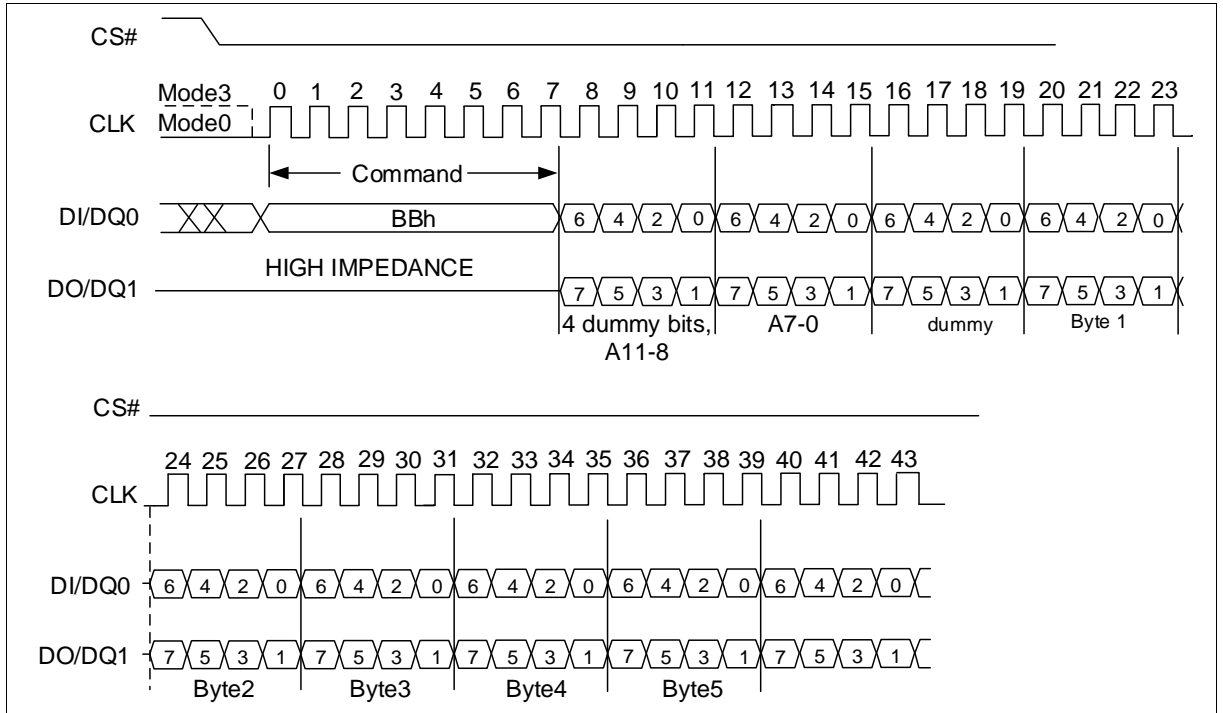 CS#
Mode3 0 1 2 3 4 5 6 7 8 9 10 11 12 13 14 15 16 17 18 19 20 21 22 23
CLK Mode0
Command
DI/DQ0 BBh 6 4 2 0 6 4 2 0 6 4 2 0 6 4 2 0
HIGH IMPEDANCE
DO/DQ1 7 5 3 1 7 5 3 1 7 5 3 1 7 5 3 1
4 dummy bits, A7-0 dummy Byte 1
A11-8
CS#
24 25 26 27 28 29 30 31 32 33 34 35 36 37 38 39 40 41 42 43
CLK
DI/DQ0 6 4 2 0 6 4 2 0 6 4 2 0 6 4 2 0 6 4 2 0
DO/DQ1 7 5 3 1 7 5 3 1 7 5 3 1 7 5 3 1 7 5 3 1
Byte2 Byte3 Byte4 Byte5